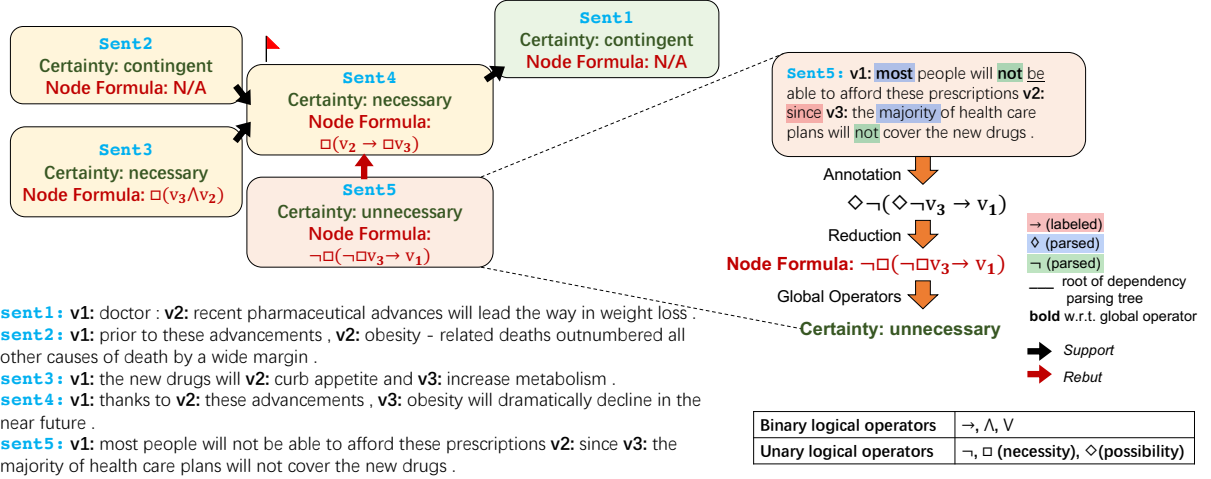 Sent2
Certainty: contingent
Node Formula: N/A
Sent3
Certainty: necessary
Node Formula: □(v₃∧v₂)
Sent4
Certainty: necessary
Node Formula:
□(v₂ → □v₃)
Sent1
Certainty: contingent
Node Formula: N/A
Sent5
Certainty: unnecessary
Node Formula:
¬□(¬□v₃→ v₁)
Sent5: v1: most people will not be
able to afford these prescriptions v2:
since v3: the majority of health care
plans will not cover the new drugs .
Annotation
◇¬(◇¬v₃ → v₁)
Reduction
Node Formula: ¬□(¬□v₃→ v₁)
Global Operators
Certainty: unnecessary
→ (labeled)
◇ (parsed)
¬ (parsed)
___ root of dependency
parsing tree
bold w.r.t. global operator
Support
Rebut
sent1: v1: doctor : v2: recent pharmaceutical advances will lead the way in weight loss .
sent2: v1: prior to these advancements , v2: obesity - related deaths outnumbered all
other causes of death by a wide margin .
sent3: v1: the new drugs will v2: curb appetite and v3: increase metabolism .
sent4: v1: thanks to v2: these advancements , v3: obesity will dramatically decline in the
near future .
sent5: v1: most people will not be able to afford these prescriptions v2: since v3: the
majority of health care plans will not cover the new drugs .
Binary logical operators →, ∧, ∨
Unary logical operators ¬, □ (necessity), ◇(possibility)